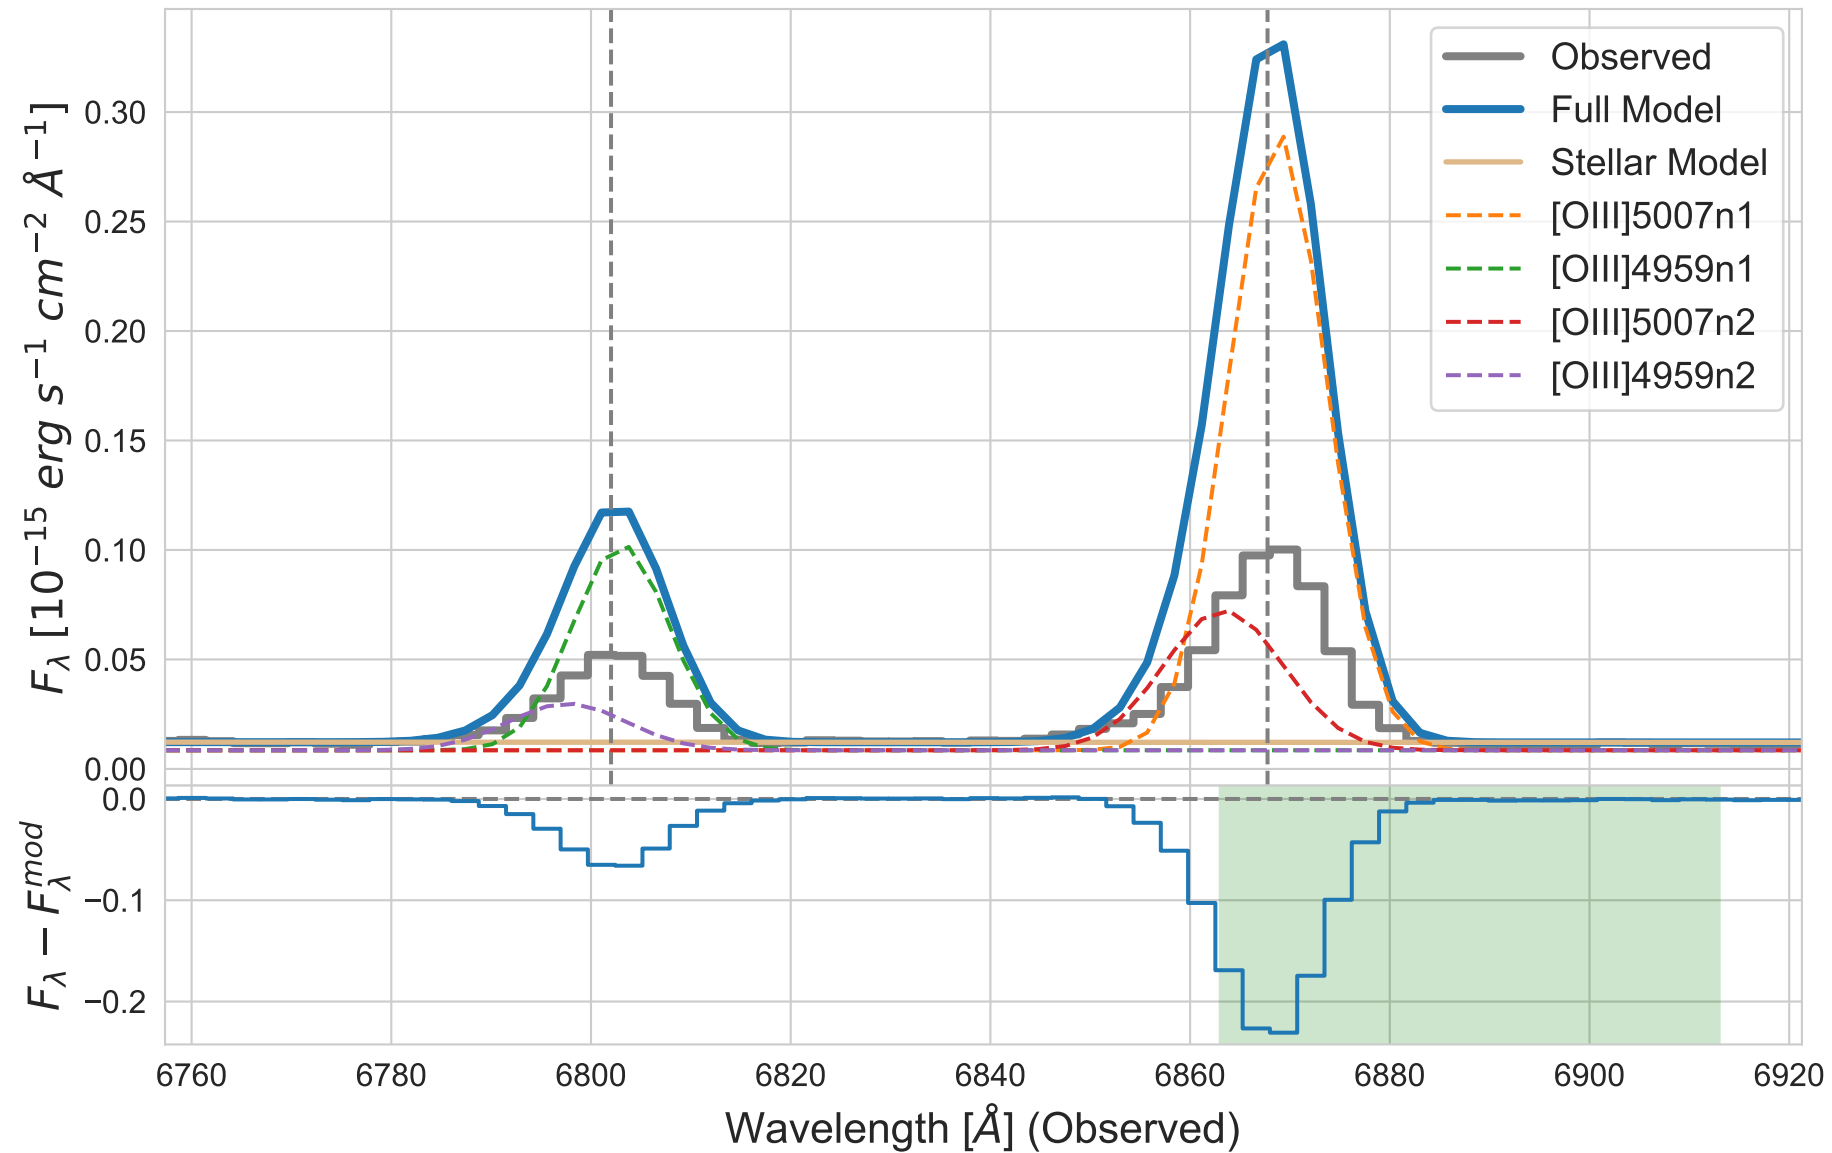 Observed
Full Model
Stellar Model
[OIII]5007n1
[OIII]4959n1
[OIII]5007n2
[OIII]4959n2
F_λ [10⁻¹⁵ erg s⁻¹ cm⁻² Å⁻¹]
0.30
0.25
0.20
0.15
0.10
0.05
0.00
F_λ − F_λ^mod
0.0
−0.1
−0.2
6760 6780 6800 6820 6840 6860 6880 6900 6920
Wavelength [Å] (Observed)